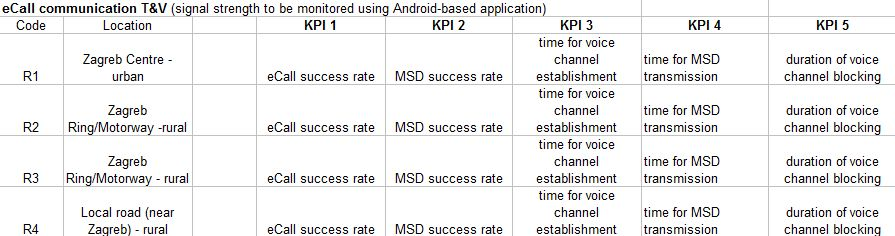 eCall communication T&V (signal strength to be monitored using Android-based application)
Code Location KPI 1 KPI 2 KPI 3 KPI 4 KPI 5
R1 Zagreb Centre - urban eCall success rate MSD success rate time for voice channel establishment time for MSD transmission duration of voice channel blocking
R2 Zagreb Ring/Motorway -rural eCall success rate MSD success rate time for voice channel establishment time for MSD transmission duration of voice channel blocking
R3 Zagreb Ring/Motorway - rural eCall success rate MSD success rate time for voice channel establishment time for MSD transmission duration of voice channel blocking
R4 Local road (near Zagreb) - rural eCall success rate MSD success rate time for voice channel establishment time for MSD transmission duration of voice channel blocking